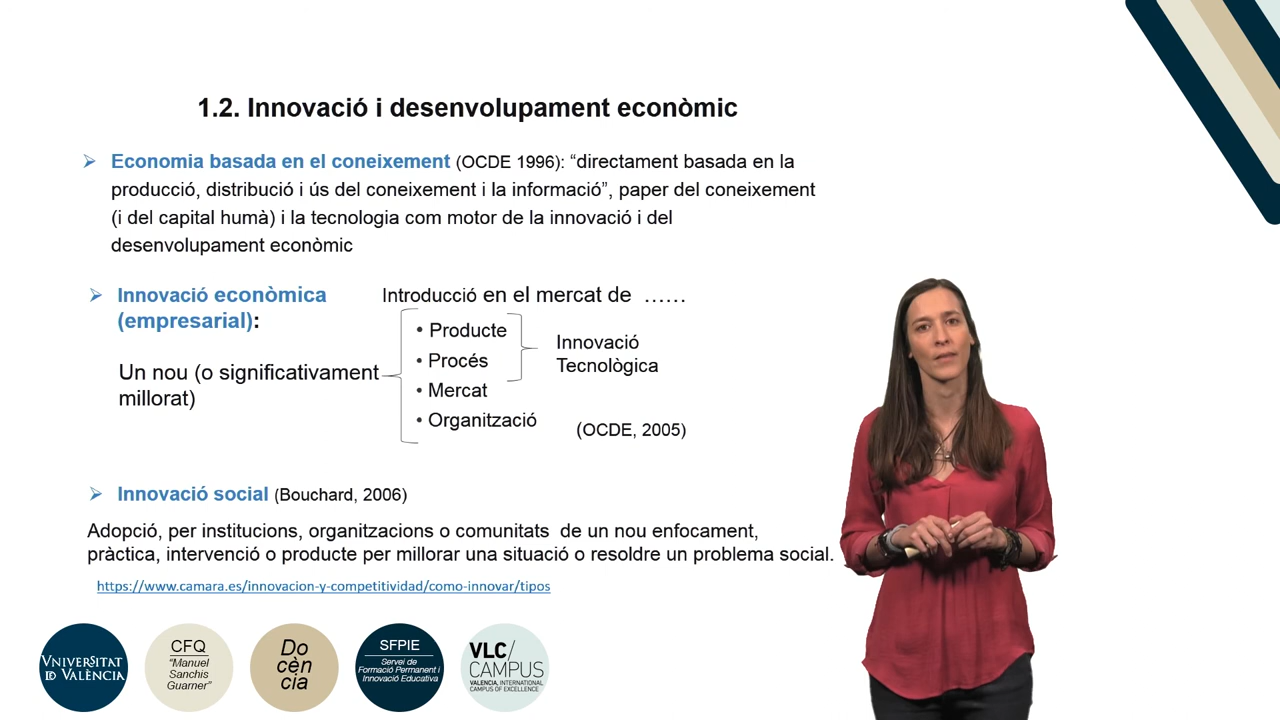 1.2. Innovació i desenvolupament econòmic
➢ Economia basada en el coneixement (OCDE 1996): “directament basada en la
producció, distribució i ús del coneixement i la informació”, paper del coneixement
(i del capital humà) i la tecnologia com motor de la innovació i del
desenvolupament econòmic
➢ Innovació econòmica
(empresarial):
Introducció en el mercat de ……
Un nou (o significativament
millorat)
• Producte
• Procés
• Mercat
• Organització
Innovació
Tecnològica
(OCDE, 2005)
➢ Innovació social (Bouchard, 2006)
Adopció, per institucions, organitzacions o comunitats de un nou enfocament,
pràctica, intervenció o producte per millorar una situació o resoldre un problema social.
https://www.camara.es/innovacion-y-competitividad/como-innovar/tipos
VNIVERSITAT
ID VALÈNCIA
CFQ
“Manuel
Sanchis
Guarner”
Do
cèn
cia
SFPIE
Servei de
Formació Permanent i
Innovació Educativa
VLC/
CAMPUS
VALENCIA, INTERNATIONAL
CAMPUS OF EXCELLENCE